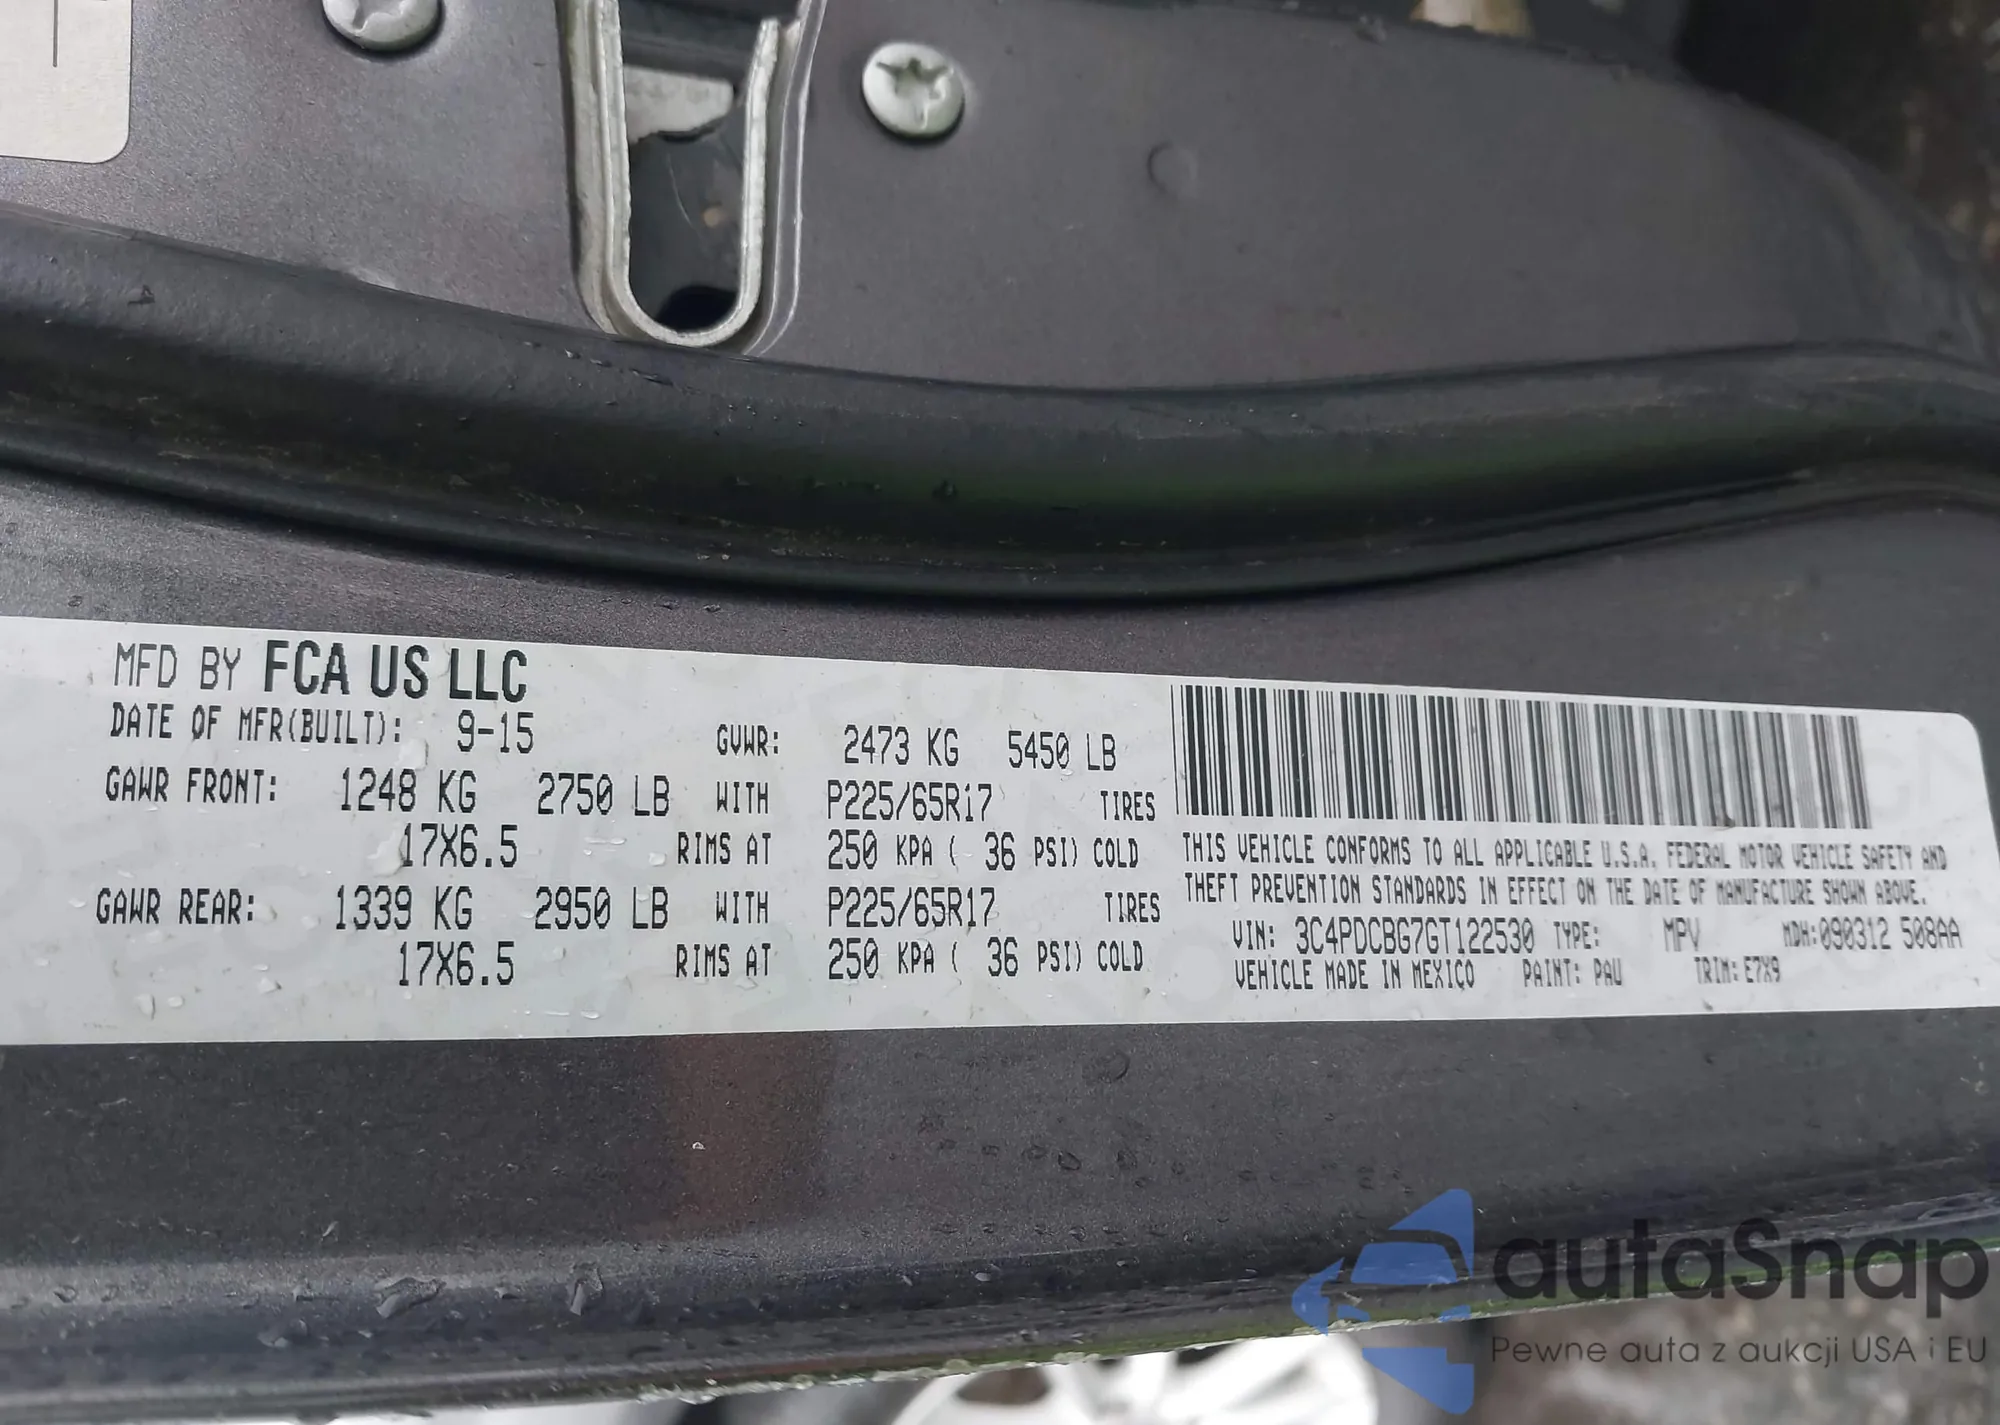 MFD BY FCA US LLC
DATE OF MFR(BUILT): 9-15 GVWR: 2473 KG 5450 LB
GAWR FRONT: 1248 KG 2750 LB WITH P225/65R17 TIRES
17X6.5 RIMS AT 250 KPA ( 36 PSI) COLD
GAWR REAR: 1339 KG 2950 LB WITH P225/65R17 TIRES
17X6.5 RIMS AT 250 KPA ( 36 PSI) COLD
THIS VEHICLE CONFORMS TO ALL APPLICABLE U.S.A. FEDERAL MOTOR VEHICLE SAFETY AND
THEFT PREVENTION STANDARDS IN EFFECT ON THE DATE OF MANUFACTURE SHOWN ABOVE.
VIN: 3C4PDCBG7GT122530 TYPE: MPV MDH:090312 508AA
VEHICLE MADE IN MEXICO PAINT: PAU TRIM: E7X9
autaSnap
Pewne auta z aukcji USA i EU